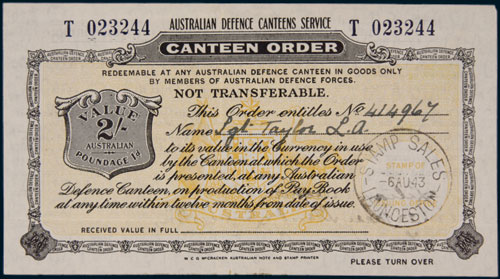 T 023244 AUSTRALIAN DEFENCE CANTEENS SERVICE T 023244
CANTEEN ORDER
REDEEMABLE AT ANY AUSTRALIAN DEFENCE CANTEEN IN GOODS ONLY
BY MEMBERS OF AUSTRALIAN DEFENCE FORCES.
NOT TRANSFERABLE.
VALUE
2/-
AUSTRALIAN
POUNDAGE 1d
This Order entitles No 414967
Name Sgt Taylor L.A.
to its value in the Currency in use
by the Canteen at which the Order
is presented, at any Australian
Defence Canteen, on production of Pay Book
at any time within twelve months from date of issue.
STAMP SALES
STAMP OF
6 AU 43
LAUNCESTON
AUSTRALIA
RECEIVED VALUE IN FULL
W C G McCRACKEN AUSTRALIAN NOTE AND STAMP PRINTER
PLEASE TURN OVER